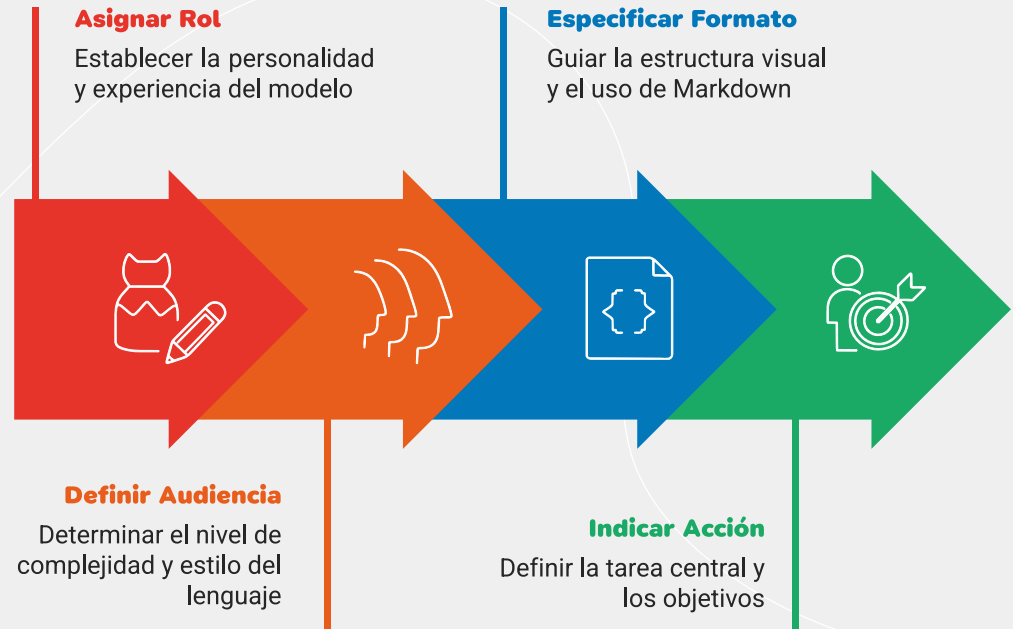 Asignar Rol
Establecer la personalidad
y experiencia del modelo
Especificar Formato
Guiar la estructura visual
y el uso de Markdown
{}
Definir Audiencia
Determinar el nivel de
complejidad y estilo del
lenguaje
Indicar Acción
Definir la tarea central y
los objetivos